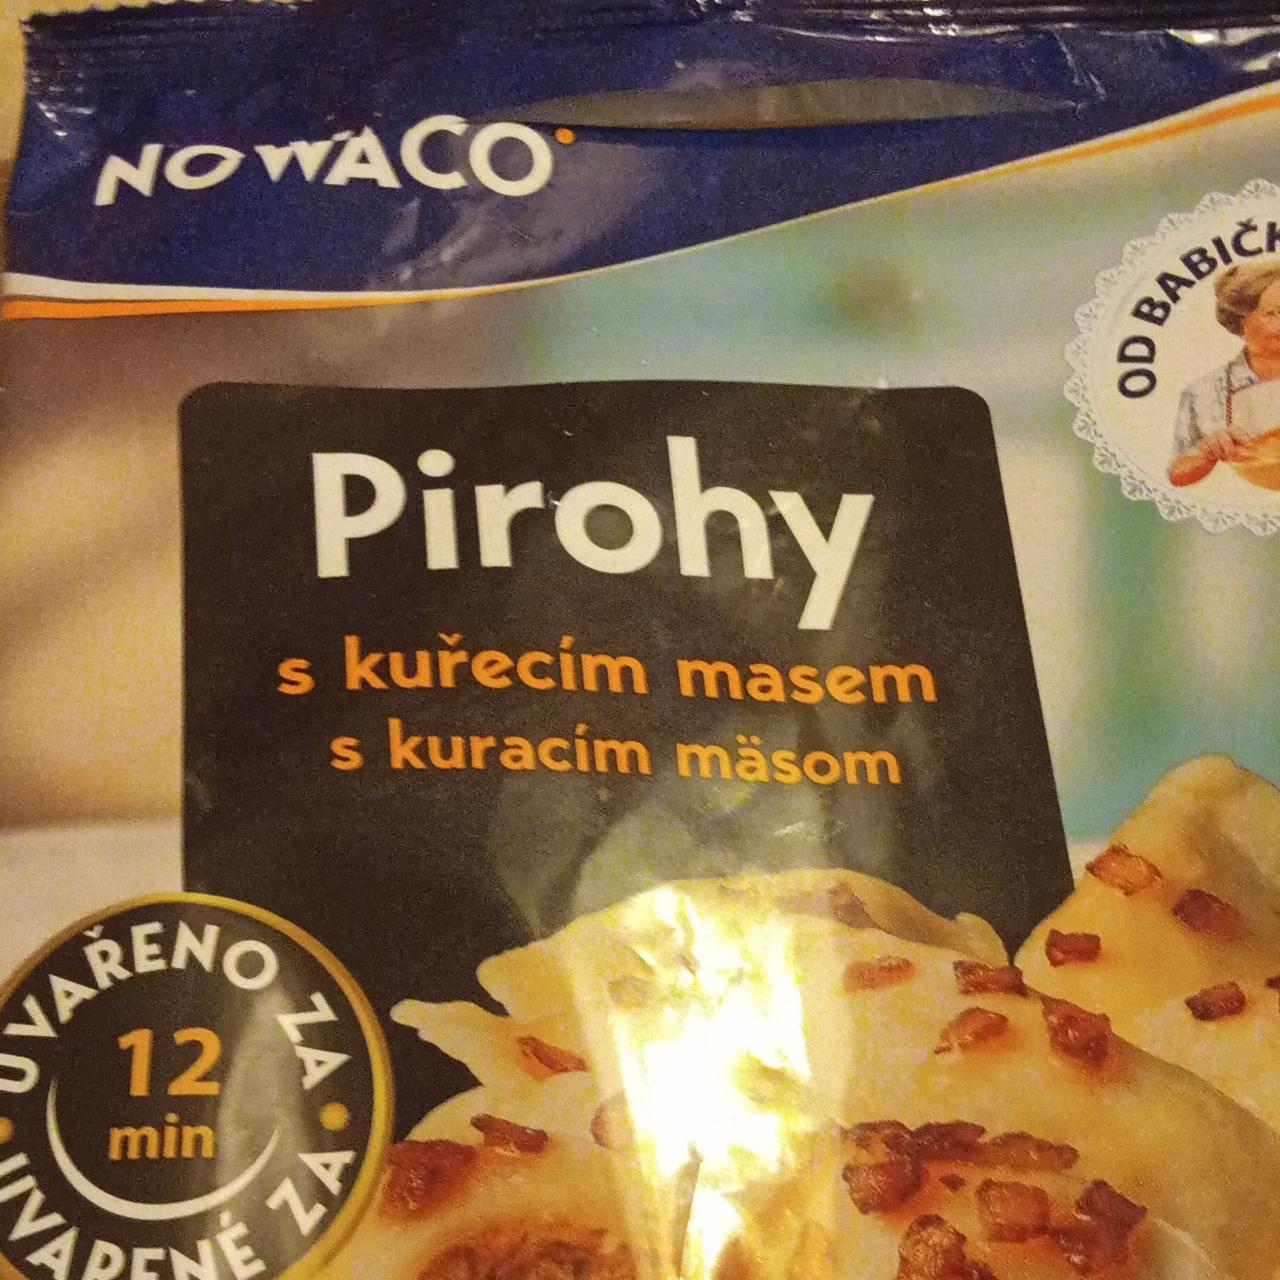 NOWACO
OD BABIČK
Pirohy
s kuřecím masem
s kuracím mäsom
UVAŘENO ZA
12
min
UVARENÉ ZA